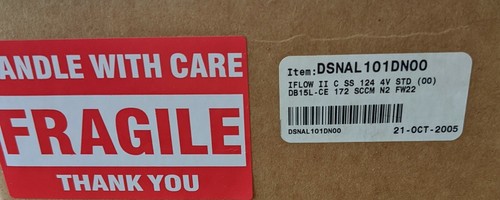 ANDLE WITH CARE
FRAGILE
THANK YOU
Item:DSNAL101DN00
IFLOW II C SS 124 4V STD (00)
DB15L-CE 172 SCCM N2 FW22
DSNAL101DN00
21-OCT-2005